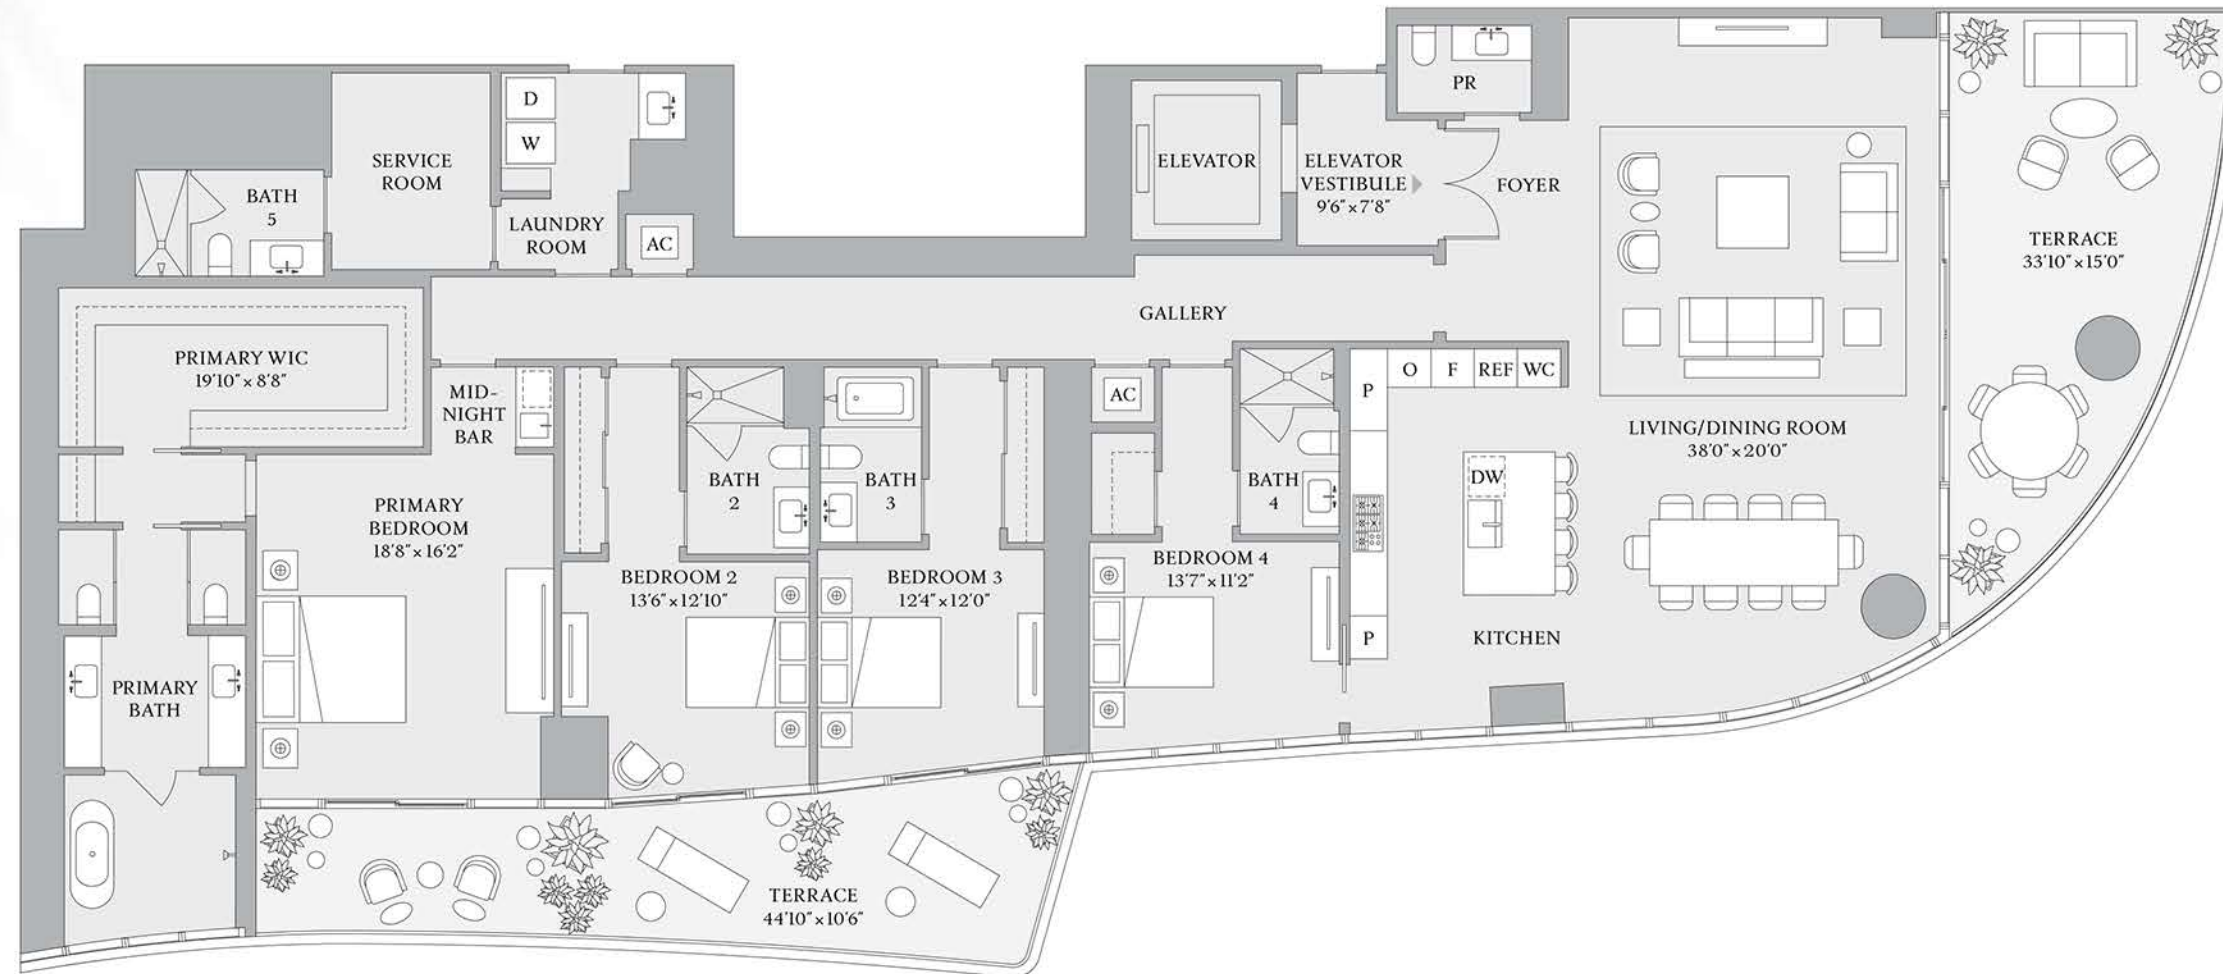 D
W
SERVICE
ROOM
BATH
5
LAUNDRY
ROOM
AC
ELEVATOR
ELEVATOR
VESTIBULE
9'6" × 7'8"
PR
FOYER
TERRACE
33'10" × 15'0"
GALLERY
PRIMARY WIC
19'10" × 8'8"
MID-
NIGHT
BAR
AC
P
O
F
REF
WC
LIVING/DINING ROOM
38'0" × 20'0"
PRIMARY
BEDROOM
18'8" × 16'2"
BATH
2
BATH
3
BATH
4
DW
BEDROOM 2
13'6" × 12'10"
BEDROOM 3
12'4" × 12'0"
BEDROOM 4
13'7" × 11'2"
P
KITCHEN
PRIMARY
BATH
TERRACE
44'10" × 10'6"